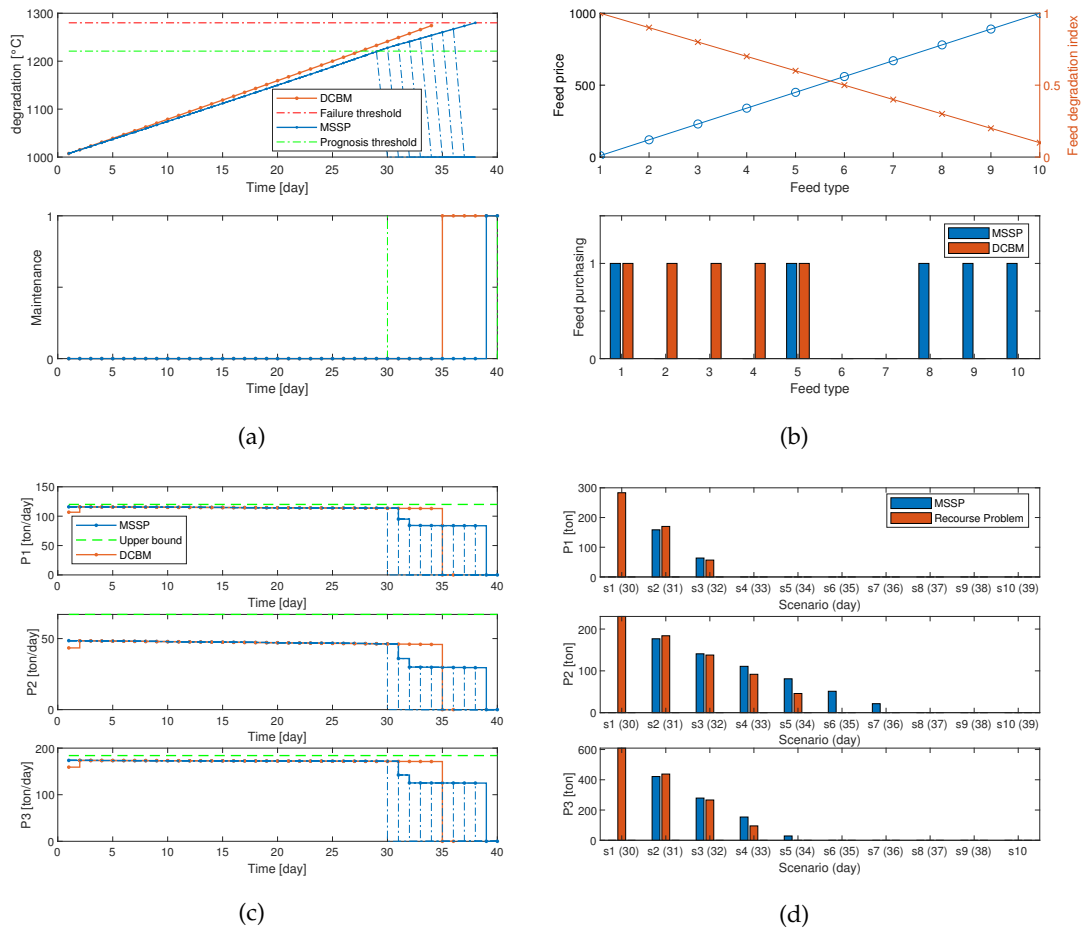 degradation [°C]
1300
1200
1100
1000
0 5 10 15 20 25 30 35 40
Time [day]
DCBM
Failure threshold
MSSP
Prognosis threshold
Maintenance
1
0
0 5 10 15 20 25 30 35 40
Time [day]
(a)
Feed price
1000
500
0
1 2 3 4 5 6 7 8 9 10
Feed type
Feed degradation index
1
0.5
0
Feed purchasing
1
0
1 2 3 4 5 6 7 8 9 10
Feed type
MSSP
DCBM
(b)
P1 [ton/day]
150
100
50
0
0 5 10 15 20 25 30 35 40
Time [day]
MSSP
Upper bound
DCBM
P2 [ton/day]
50
0
0 5 10 15 20 25 30 35 40
Time [day]
P3 [ton/day]
200
100
0
0 5 10 15 20 25 30 35 40
Time [day]
(c)
P1 [ton]
300
200
100
0
s1 (30) s2 (31) s3 (32) s4 (33) s5 (34) s6 (35) s7 (36) s8 (37) s9 (38) s10 (39)
Scenario (day)
MSSP
Recourse Problem
P2 [ton]
200
100
0
s1 (30) s2 (31) s3 (32) s4 (33) s5 (34) s6 (35) s7 (36) s8 (37) s9 (38) s10 (39)
Scenario (day)
P3 [ton]
600
400
200
0
s1 (30) s2 (31) s3 (32) s4 (33) s5 (34) s6 (35) s7 (36) s8 (37) s9 (38) s10
Scenario (day)
(d)